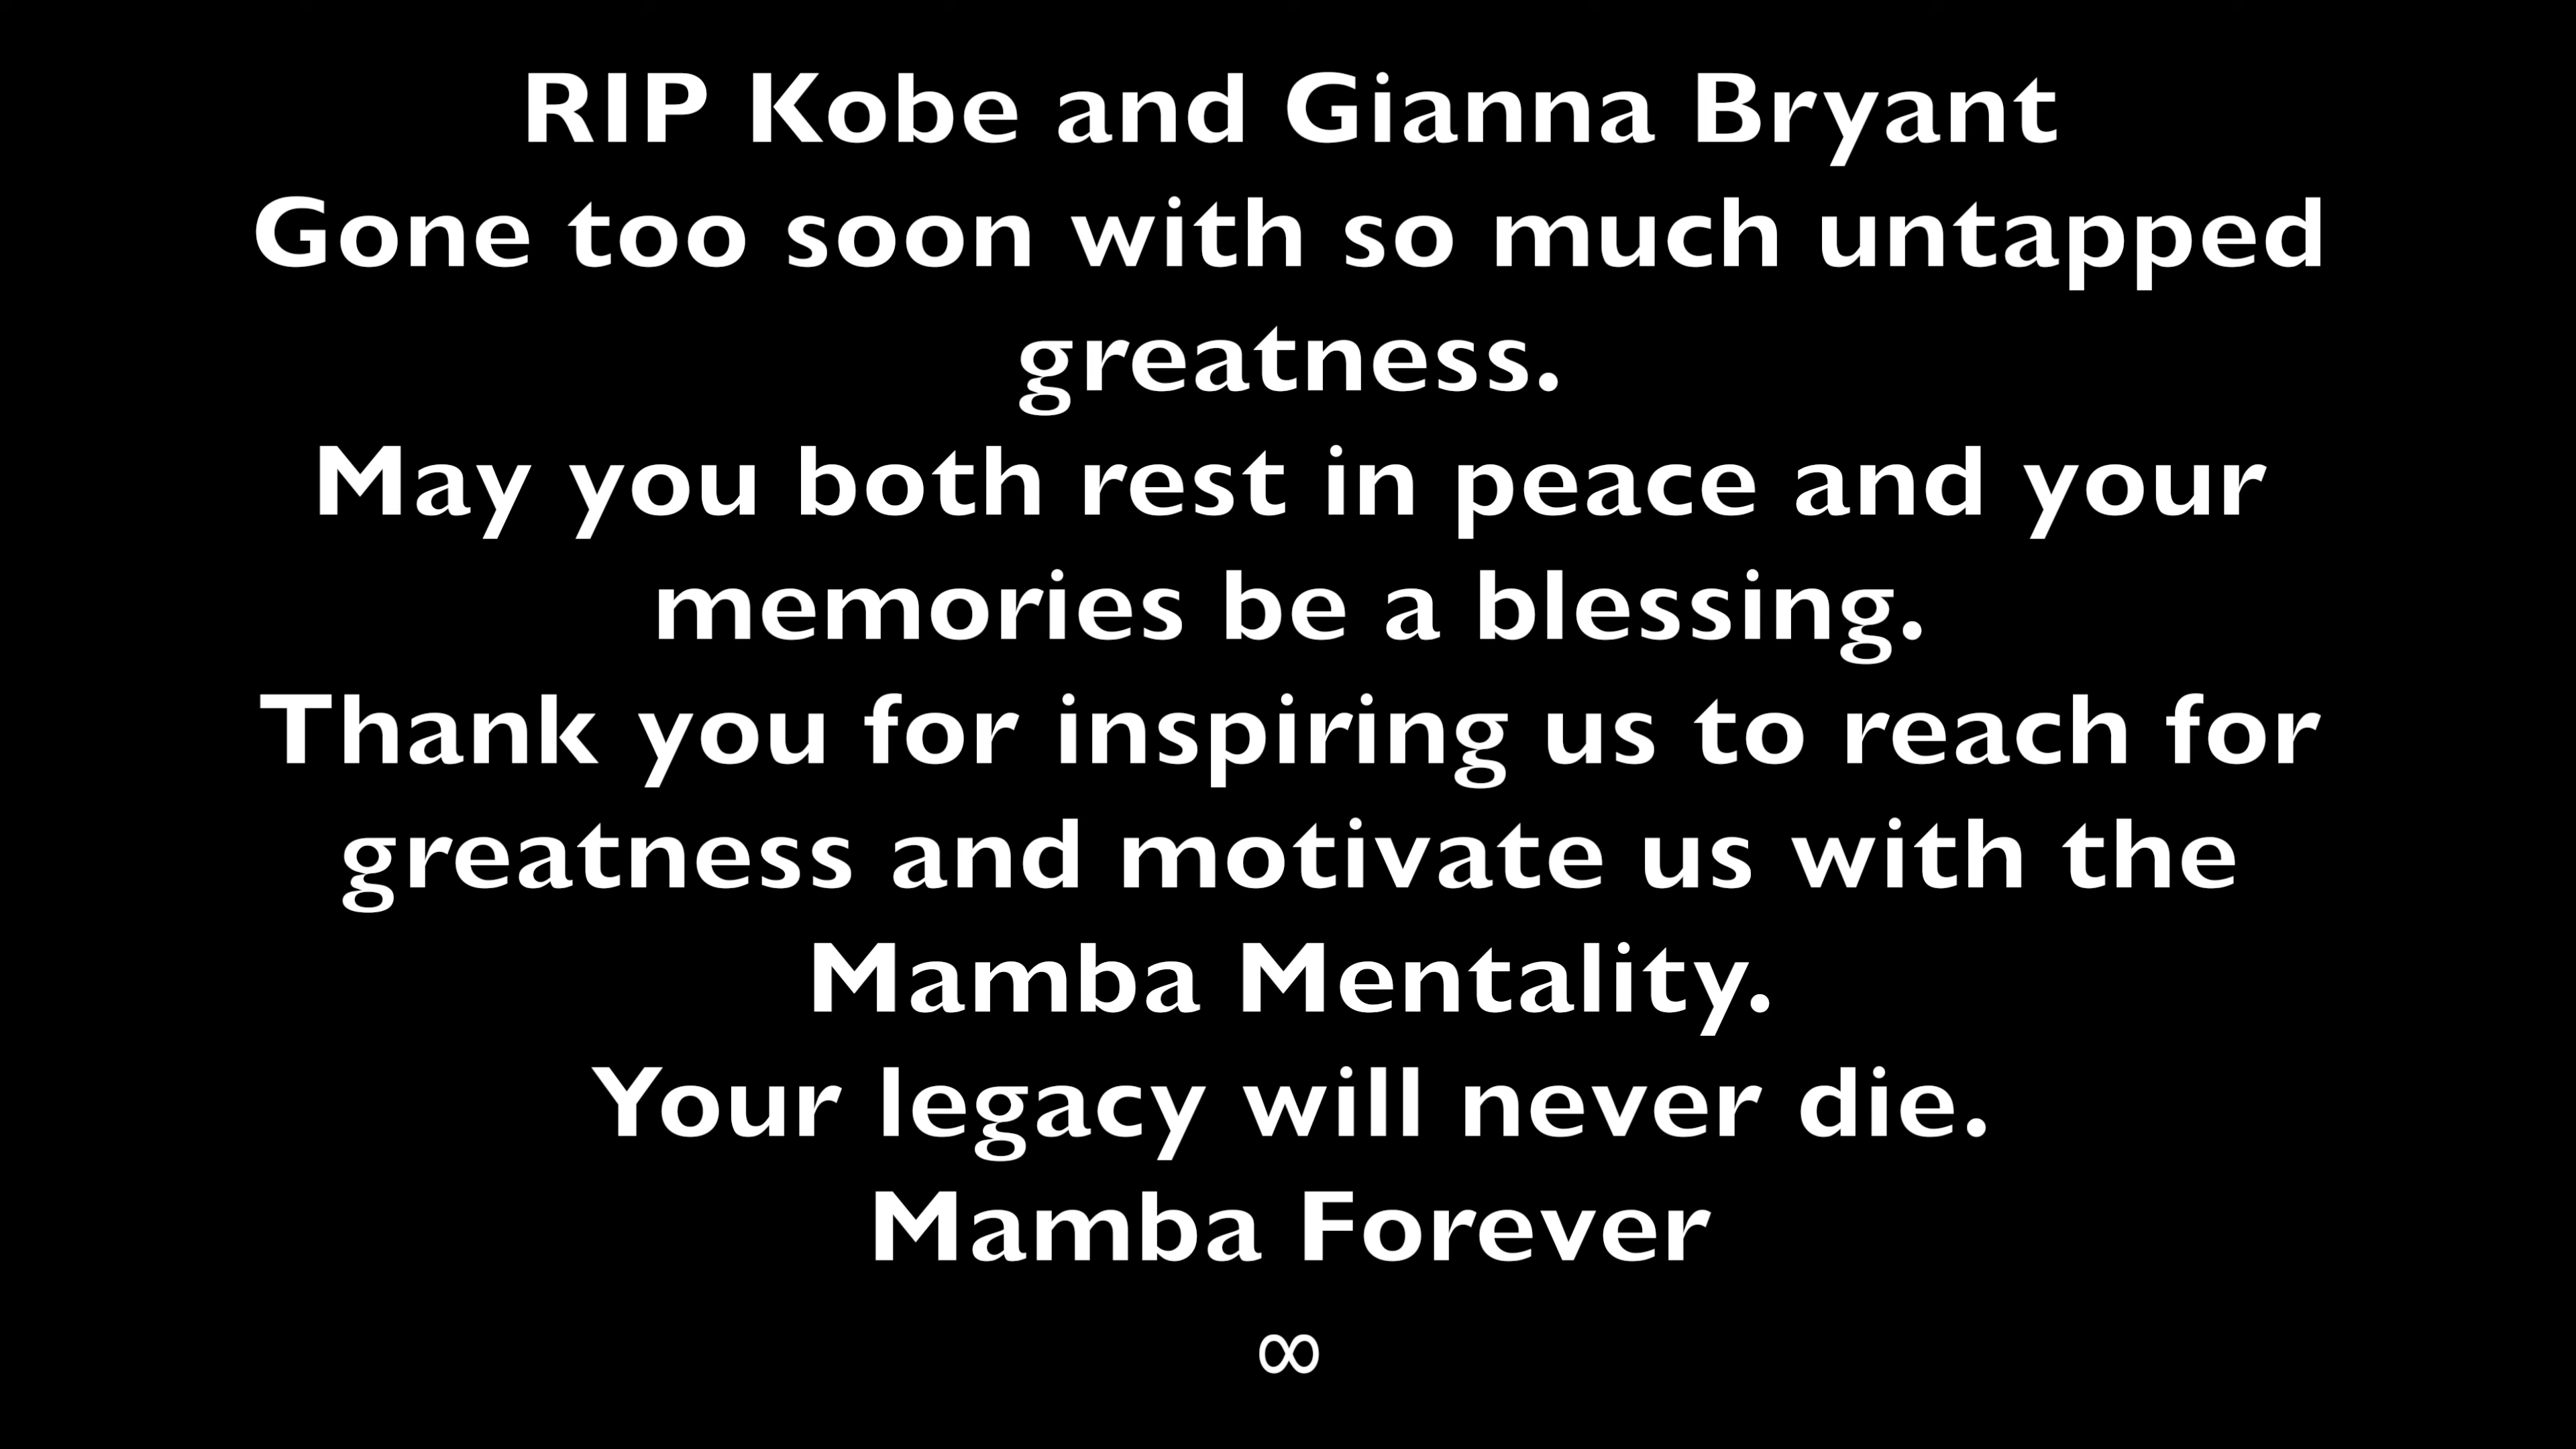 RIP Kobe and Gianna Bryant
Gone too soon with so much untapped
greatness.
May you both rest in peace and your
memories be a blessing.
Thank you for inspiring us to reach for
greatness and motivate us with the
Mamba Mentality.
Your legacy will never die.
Mamba Forever
∞